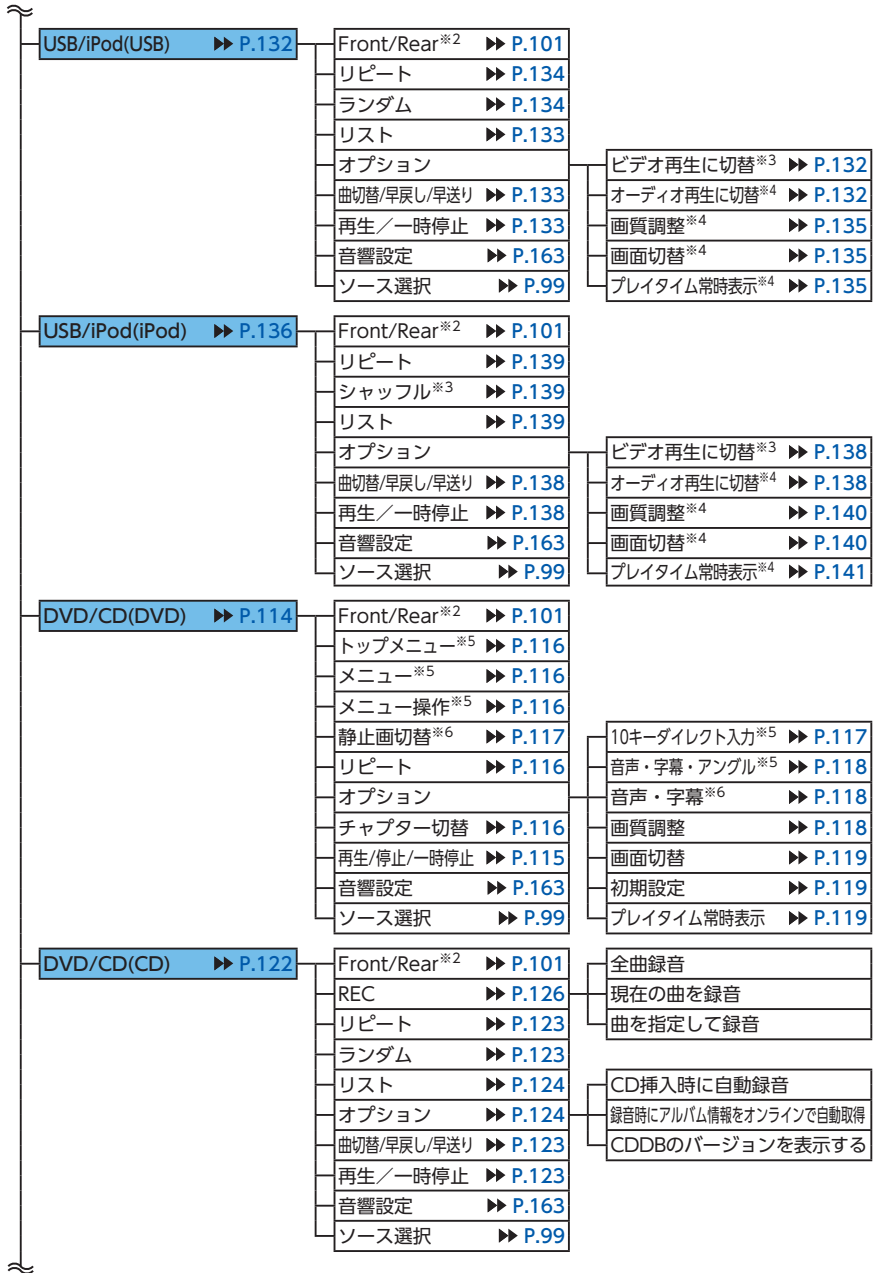 USB/iPod(USB) ▶▶ P.132
Front/Rear※2 ▶▶ P.101
リピート ▶▶ P.134
ランダム ▶▶ P.134
リスト ▶▶ P.133
オプション
ビデオ再生に切替※3 ▶▶ P.132
オーディオ再生に切替※4 ▶▶ P.132
画質調整※4 ▶▶ P.135
画面切替※4 ▶▶ P.135
プレイタイム常時表示※4 ▶▶ P.135
曲切替/早戻し/早送り ▶▶ P.133
再生／一時停止 ▶▶ P.133
音響設定 ▶▶ P.163
ソース選択 ▶▶ P.99
USB/iPod(iPod) ▶▶ P.136
Front/Rear※2 ▶▶ P.101
リピート ▶▶ P.139
シャッフル※3 ▶▶ P.139
リスト ▶▶ P.139
オプション
ビデオ再生に切替※3 ▶▶ P.138
オーディオ再生に切替※4 ▶▶ P.138
画質調整※4 ▶▶ P.140
画面切替※4 ▶▶ P.140
プレイタイム常時表示※4 ▶▶ P.141
曲切替/早戻し/早送り ▶▶ P.138
再生／一時停止 ▶▶ P.138
音響設定 ▶▶ P.163
ソース選択 ▶▶ P.99
DVD/CD(DVD) ▶▶ P.114
Front/Rear※2 ▶▶ P.101
トップメニュー※5 ▶▶ P.116
メニュー※5 ▶▶ P.116
メニュー操作※5 ▶▶ P.116
静止画切替※6 ▶▶ P.117
リピート ▶▶ P.116
オプション
10キーダイレクト入力※5 ▶▶ P.117
音声・字幕・アングル※5 ▶▶ P.118
音声・字幕※6 ▶▶ P.118
画質調整 ▶▶ P.118
画面切替 ▶▶ P.119
初期設定 ▶▶ P.119
プレイタイム常時表示 ▶▶ P.119
チャプター切替 ▶▶ P.116
再生/停止/一時停止 ▶▶ P.115
音響設定 ▶▶ P.163
ソース選択 ▶▶ P.99
DVD/CD(CD) ▶▶ P.122
Front/Rear※2 ▶▶ P.101
REC ▶▶ P.126
全曲録音
現在の曲を録音
曲を指定して録音
リピート ▶▶ P.123
ランダム ▶▶ P.123
リスト ▶▶ P.124
オプション ▶▶ P.124
CD挿入時に自動録音
録音時にアルバム情報をオンラインで自動取得
CDDBのバージョンを表示する
曲切替/早戻し/早送り ▶▶ P.123
再生／一時停止 ▶▶ P.123
音響設定 ▶▶ P.163
ソース選択 ▶▶ P.99